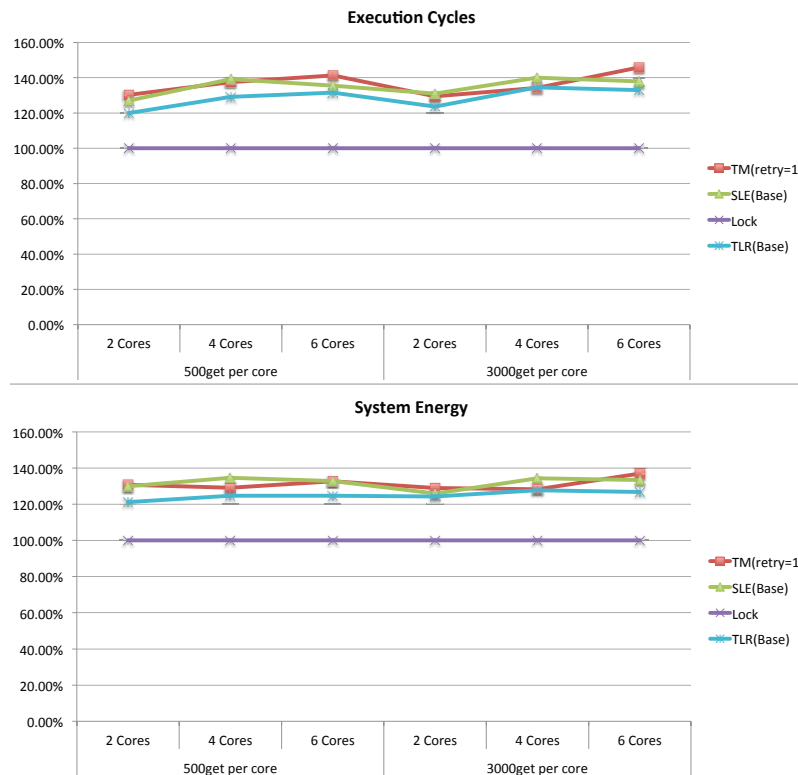 Execution Cycles
160.00%
140.00%
120.00%
100.00%
80.00%
60.00%
40.00%
20.00%
0.00%
2 Cores 4 Cores 6 Cores 2 Cores 4 Cores 6 Cores
500get per core 3000get per core
TM(retry=1
SLE(Base)
Lock
TLR(Base)
System Energy
160.00%
140.00%
120.00%
100.00%
80.00%
60.00%
40.00%
20.00%
0.00%
2 Cores 4 Cores 6 Cores 2 Cores 4 Cores 6 Cores
500get per core 3000get per core
TM(retry=1
SLE(Base)
Lock
TLR(Base)